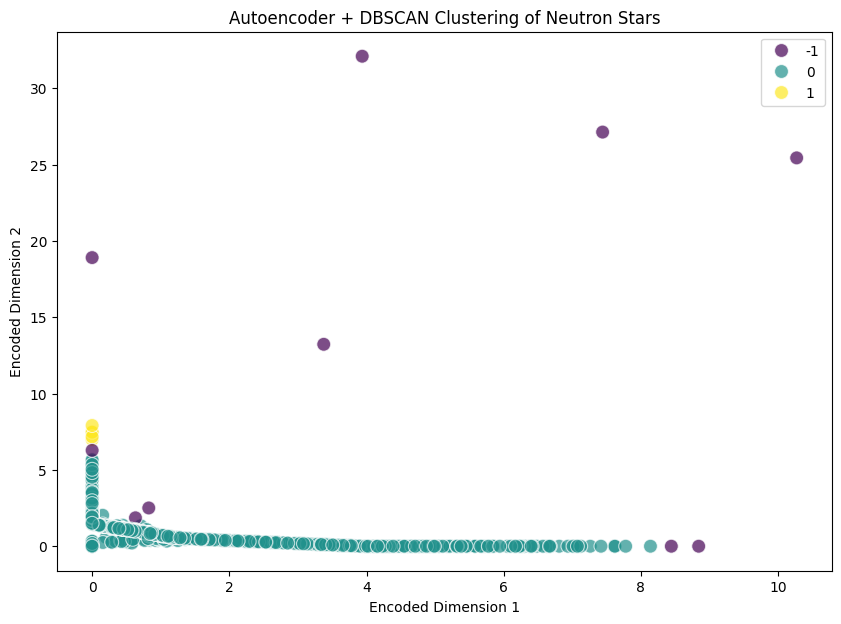 Autoencoder + DBSCAN Clustering of Neutron Stars
-1
0
1
Encoded Dimension 2
30
25
20
15
10
5
0
0 2 4 6 8 10
Encoded Dimension 1